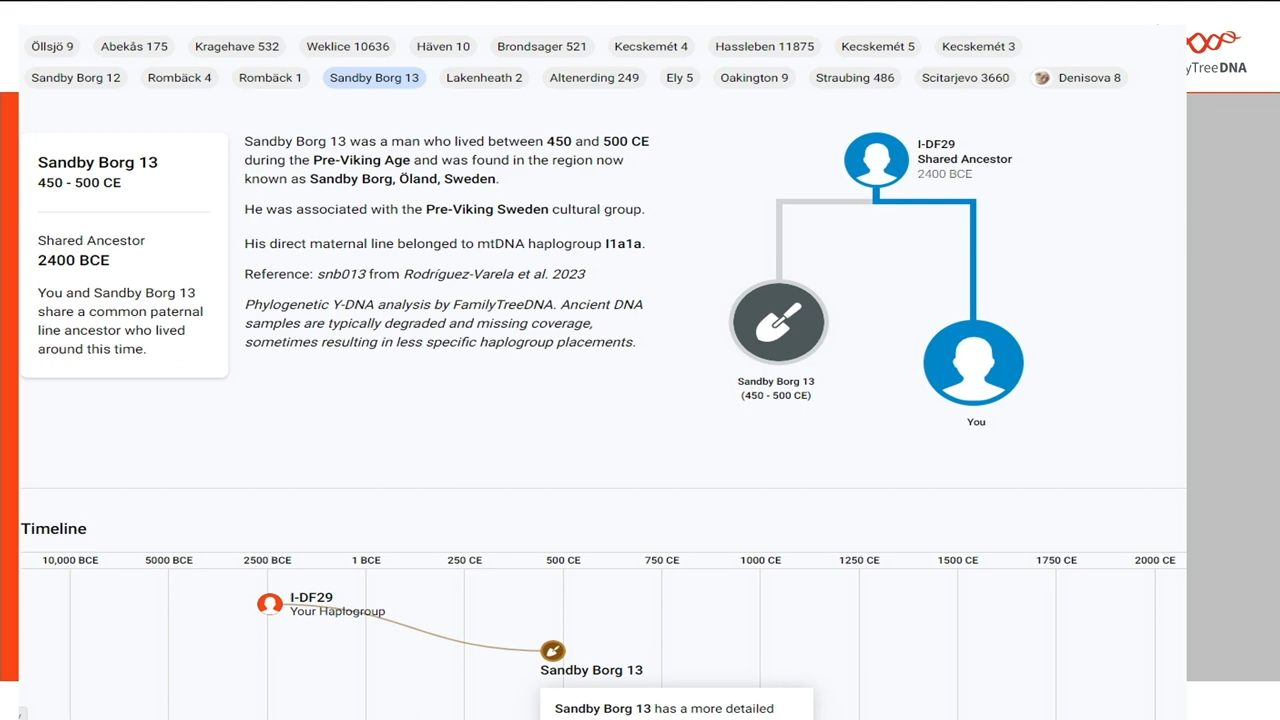 Öllsjö 9 Abekås 175 Kragehave 532 Weklice 10636 Häven 10 Brondsager 521 Kecskemét 4 Hassleben 11875 Kecskemét 5 Kecskemét 3
Sandby Borg 12 Rombäck 4 Rombäck 1 Sandby Borg 13 Lakenheath 2 Altenerding 249 Ely 5 Oakington 9 Straubing 486 Scitarjevo 3660 Denisova 8
yTreeDNA
Sandby Borg 13
450 - 500 CE
Shared Ancestor
2400 BCE
You and Sandby Borg 13
share a common paternal
line ancestor who lived
around this time.
Sandby Borg 13 was a man who lived between 450 and 500 CE
during the Pre-Viking Age and was found in the region now
known as Sandby Borg, Öland, Sweden.
He was associated with the Pre-Viking Sweden cultural group.
His direct maternal line belonged to mtDNA haplogroup I1a1a.
Reference: snb013 from Rodríguez-Varela et al. 2023
Phylogenetic Y-DNA analysis by FamilyTreeDNA. Ancient DNA
samples are typically degraded and missing coverage,
sometimes resulting in less specific haplogroup placements.
I-DF29
Shared Ancestor
2400 BCE
Sandby Borg 13
(450 - 500 CE)
You
Timeline
10,000 BCE 5000 BCE 2500 BCE 1 BCE 250 CE 500 CE 750 CE 1000 CE 1250 CE 1500 CE 1750 CE 2000 CE
I-DF29
Your Haplogroup
Sandby Borg 13
Sandby Borg 13 has a more detailed